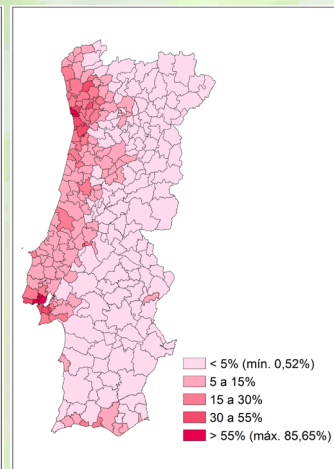 < 5% (mín. 0,52%)
5 a 15%
15 a 30%
30 a 55%
> 55% (máx. 85,65%)